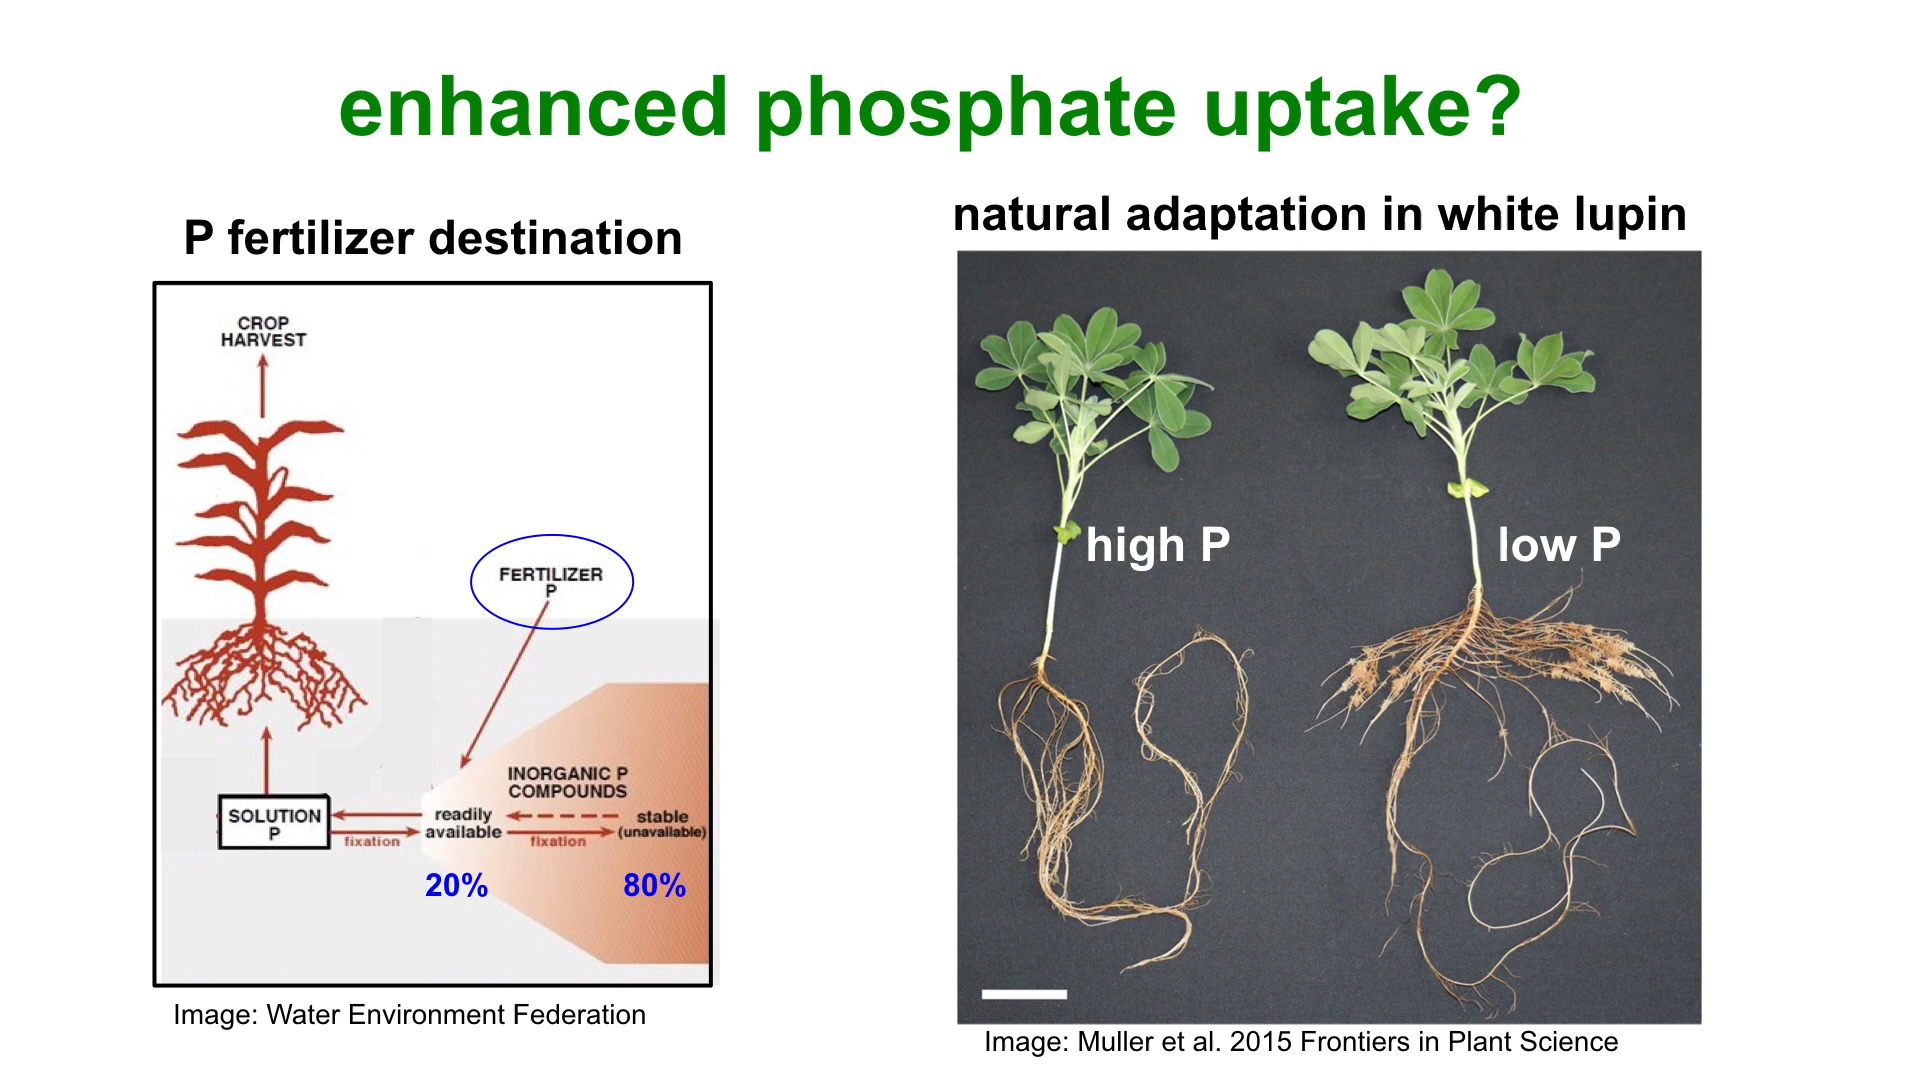 enhanced phosphate uptake?
P fertilizer destination
CROP
HARVEST
FERTILIZER
P
INORGANIC P
COMPOUNDS
SOLUTION
P
fixation
readily
available
fixation
stable
(unavailable)
20%
80%
Image: Water Environment Federation
natural adaptation in white lupin
high P
low P
Image: Muller et al. 2015 Frontiers in Plant Science